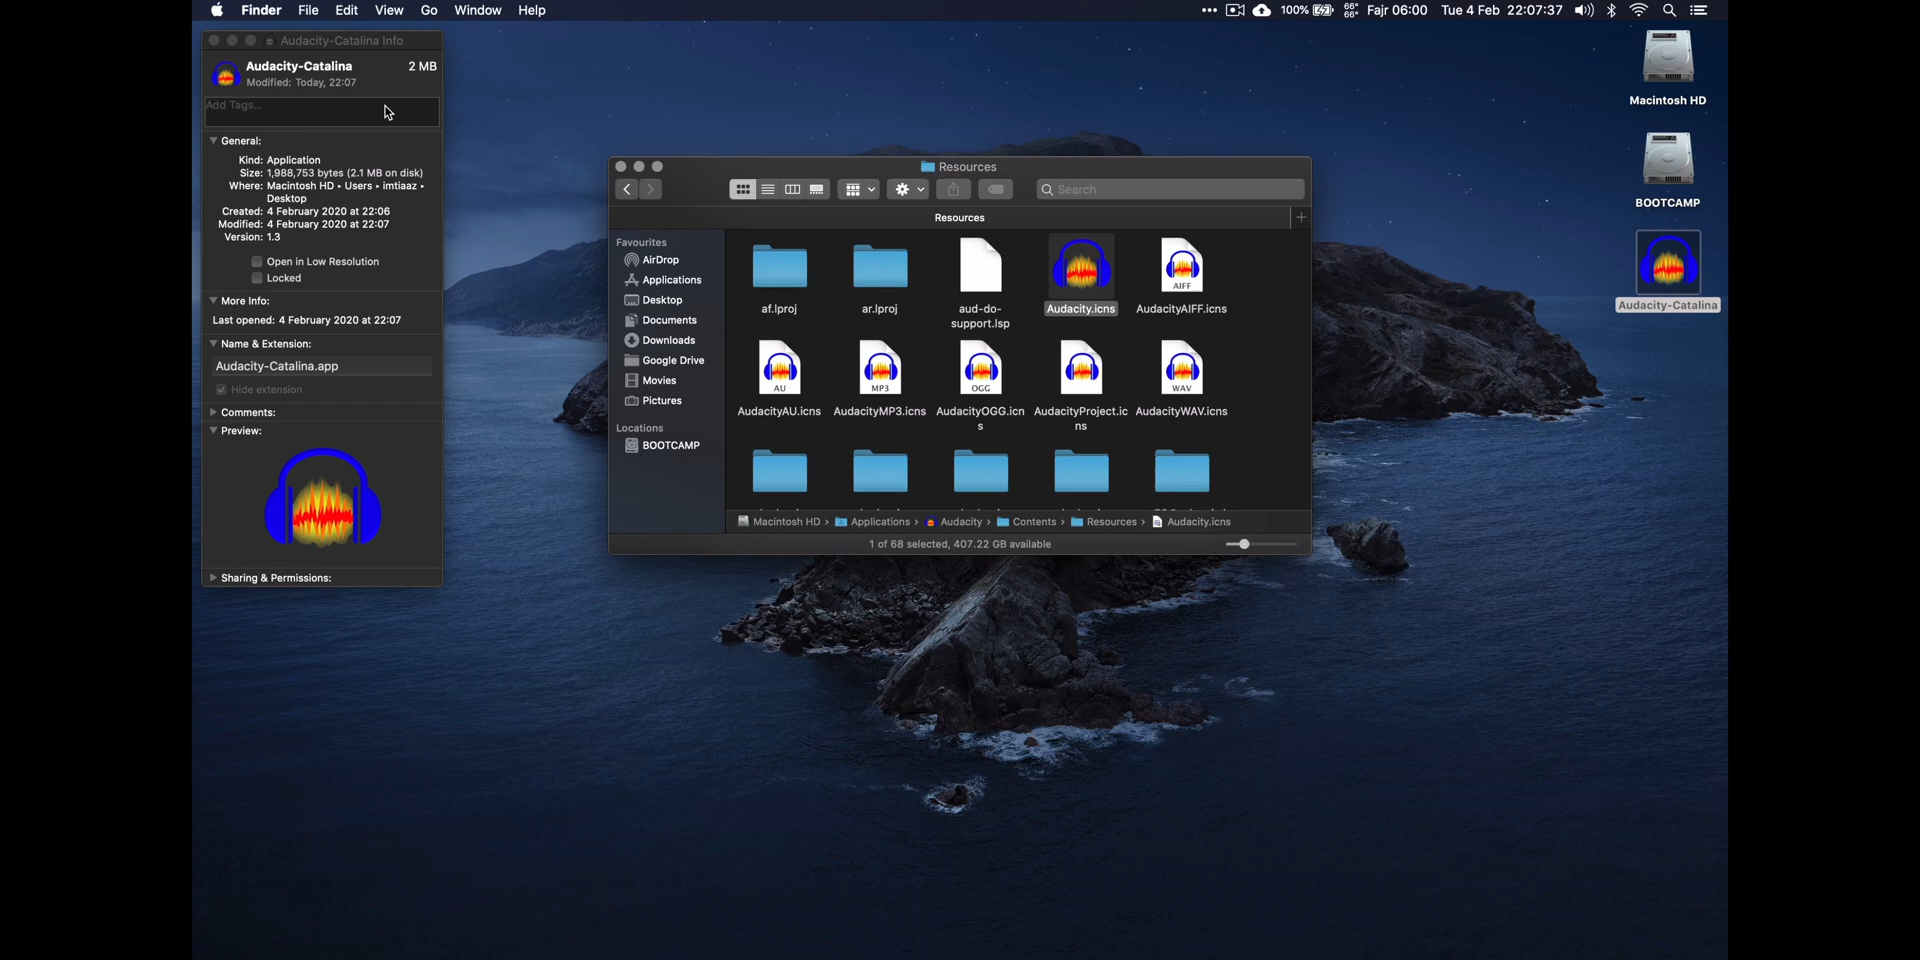 Finder File Edit View Go Window Help
100% 66° 66° Fajr 06:00 Tue 4 Feb 22:07:37
Audacity-Catalina Info
Audacity-Catalina 2 MB
Modified: Today, 22:07
Add Tags...
General:
Kind: Application
Size: 1,988,753 bytes (2.1 MB on disk)
Where: Macintosh HD ▸ Users ▸ imtiaaz ▸
Desktop
Created: 4 February 2020 at 22:06
Modified: 4 February 2020 at 22:07
Version: 1.3
Open in Low Resolution
Locked
More Info:
Last opened: 4 February 2020 at 22:07
Name & Extension:
Audacity-Catalina.app
Hide extension
Comments:
Preview:
Sharing & Permissions:
Resources
Search
Resources
Favourites
AirDrop
Applications
Desktop
Documents
Downloads
Google Drive
Movies
Pictures
Locations
BOOTCAMP
af.lproj
ar.lproj
aud-do-
support.lsp
Audacity.icns
AIFF
AudacityAIFF.icns
AU
AudacityAU.icns
MP3
AudacityMP3.icns
OGG
AudacityOGG.icn
s
AudacityProject.ic
ns
WAV
AudacityWAV.icns
Macintosh HD › Applications › Audacity › Contents › Resources › Audacity.icns
1 of 68 selected, 407.22 GB available
Macintosh HD
BOOTCAMP
Audacity-Catalina